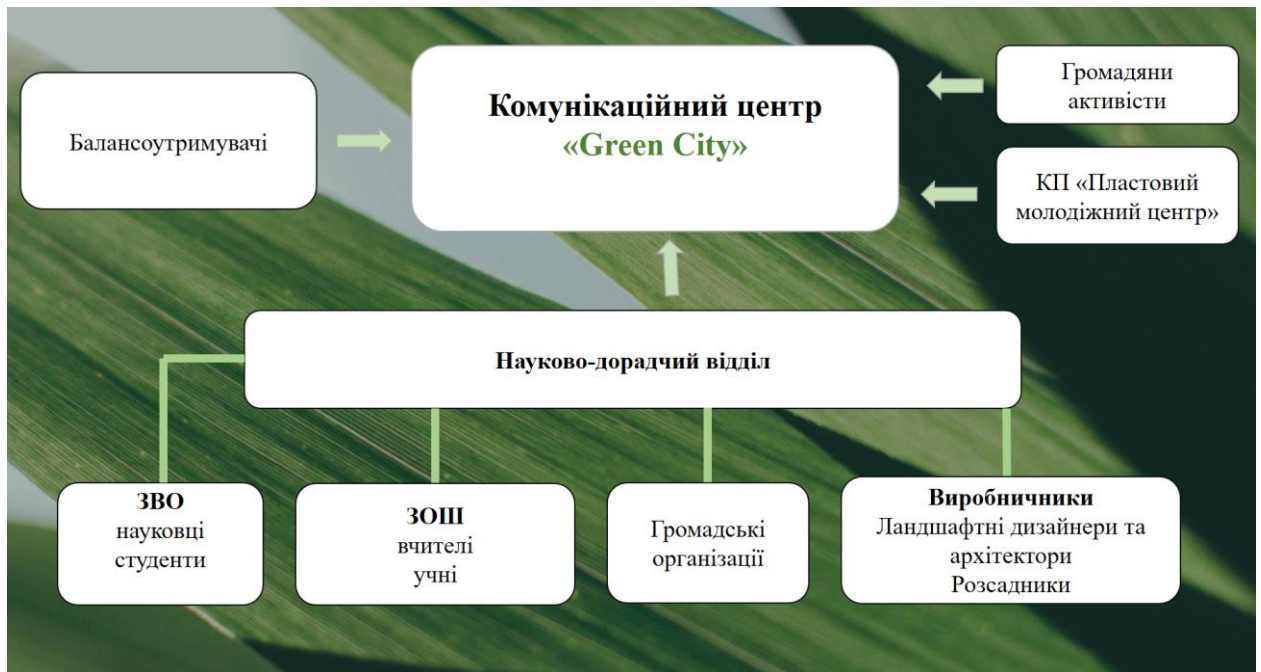 Комунікаційний центр
«Green City»
Балансоутримувачі
Громадяни
активісти
КП «Пластовий
молодіжний центр»
Науково-дорадчий відділ
ЗВО
науковці
студенти
ЗОШ
вчителі
учні
Громадські
організації
Виробничники
Ландшафтні дизайнери та
архітектори
Розсадники